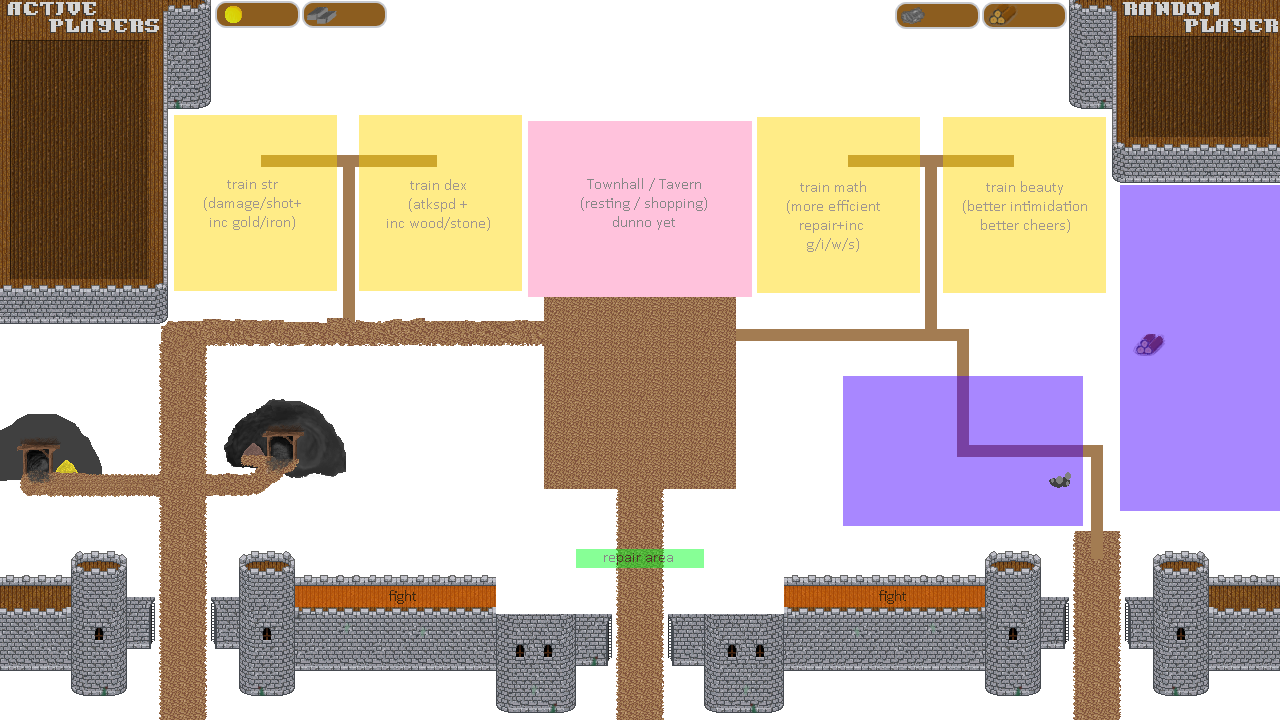 ACTIVE
PLAYERS
RANDOM
PLAYER
train str
(damage/shot+
inc gold/iron)
train dex
(atkspd +
inc wood/stone)
Townhall / Tavern
(resting / shopping)
dunno yet
train math
(more efficient
repair+inc
g/i/w/s)
train beauty
(better intimidation
better cheers)
repair area
fight
fight